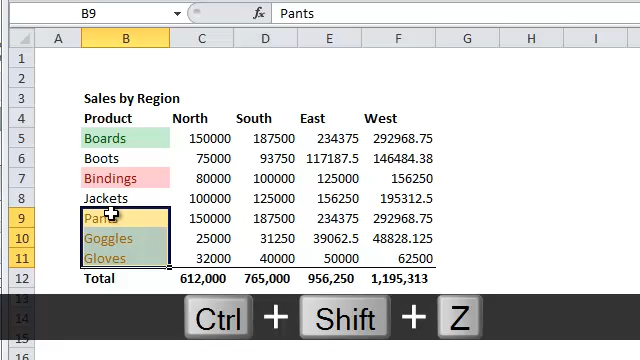 B9 fx Pants
A B C D E F G H I
1
2
3 Sales by Region
4 Product North South East West
5 Boards 150000 187500 234375 292968.75
6 Boots 75000 93750 117187.5 146484.38
7 Bindings 80000 100000 125000 156250
8 Jackets 100000 125000 156250 195312.5
9 Pants 150000 187500 234375 292968.75
10 Goggles 25000 31250 39062.5 48828.125
11 Gloves 32000 40000 50000 62500
12 Total 612,000 765,000 956,250 1,195,313
13
14
15
16
Ctrl + Shift + Z